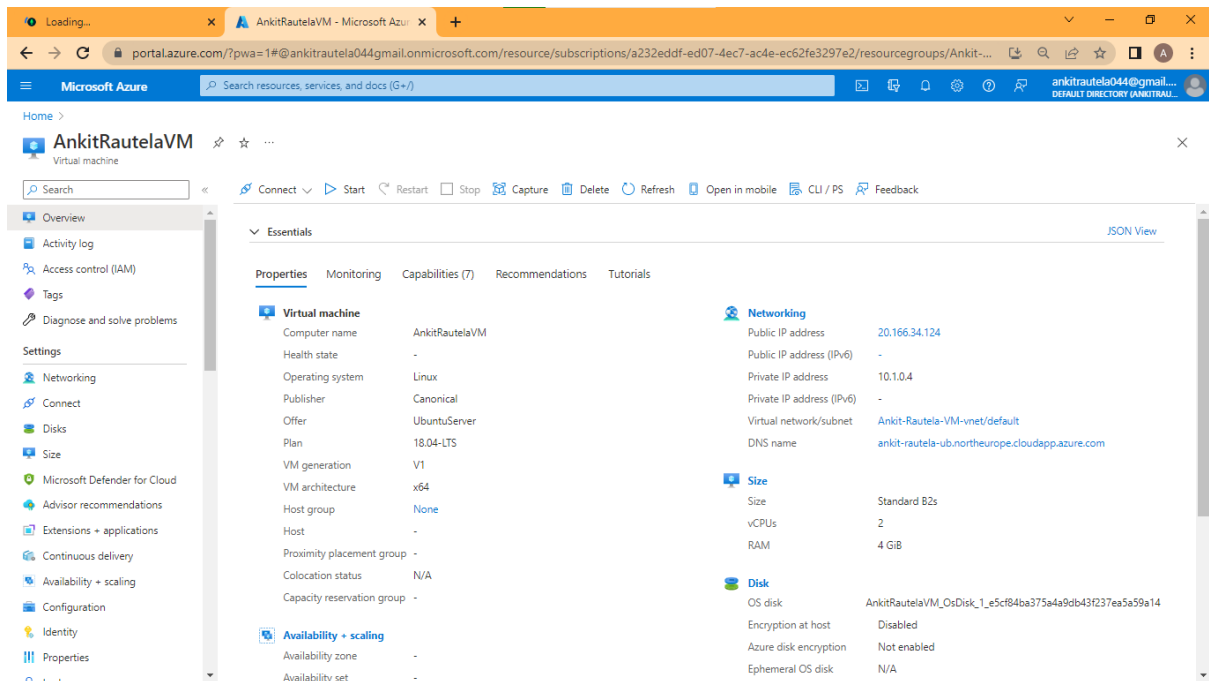 Loading...
AnkitRautelaVM - Microsoft Azur
portal.azure.com/?pwa=1#@ankitrautela044gmail.onmicrosoft.com/resource/subscriptions/a232eddf-ed07-4ec7-ac4e-ec62fe3297e2/resourcegroups/Ankit-...
A
Microsoft Azure
Search resources, services, and docs (G+/)
ankitrautela044@gmail....
DEFAULT DIRECTORY (ANKITRAU...
Home >
AnkitRautelaVM
Virtual machine
Search
Connect
Start
Restart
Stop
Capture
Delete
Refresh
Open in mobile
CLI / PS
Feedback
Overview
Activity log
Access control (IAM)
Tags
Diagnose and solve problems
Settings
Networking
Connect
Disks
Size
Microsoft Defender for Cloud
Advisor recommendations
Extensions + applications
Continuous delivery
Availability + scaling
Configuration
Identity
Properties
Essentials
JSON View
Properties Monitoring Capabilities (7) Recommendations Tutorials
Virtual machine
Computer name AnkitRautelaVM
Health state -
Operating system Linux
Publisher Canonical
Offer UbuntuServer
Plan 18.04-LTS
VM generation V1
VM architecture x64
Host group None
Host -
Proximity placement group -
Colocation status N/A
Capacity reservation group -
Availability + scaling
Availability zone -
Availability set -
Networking
Public IP address 20.166.34.124
Public IP address (IPv6) -
Private IP address 10.1.0.4
Private IP address (IPv6) -
Virtual network/subnet Ankit-Rautela-VM-vnet/default
DNS name ankit-rautela-ub.northeurope.cloudapp.azure.com
Size
Size Standard B2s
vCPUs 2
RAM 4 GiB
Disk
OS disk AnkitRautelaVM_OsDisk_1_e5cf84ba375a4a9db43f237ea5a59a14
Encryption at host Disabled
Azure disk encryption Not enabled
Ephemeral OS disk N/A